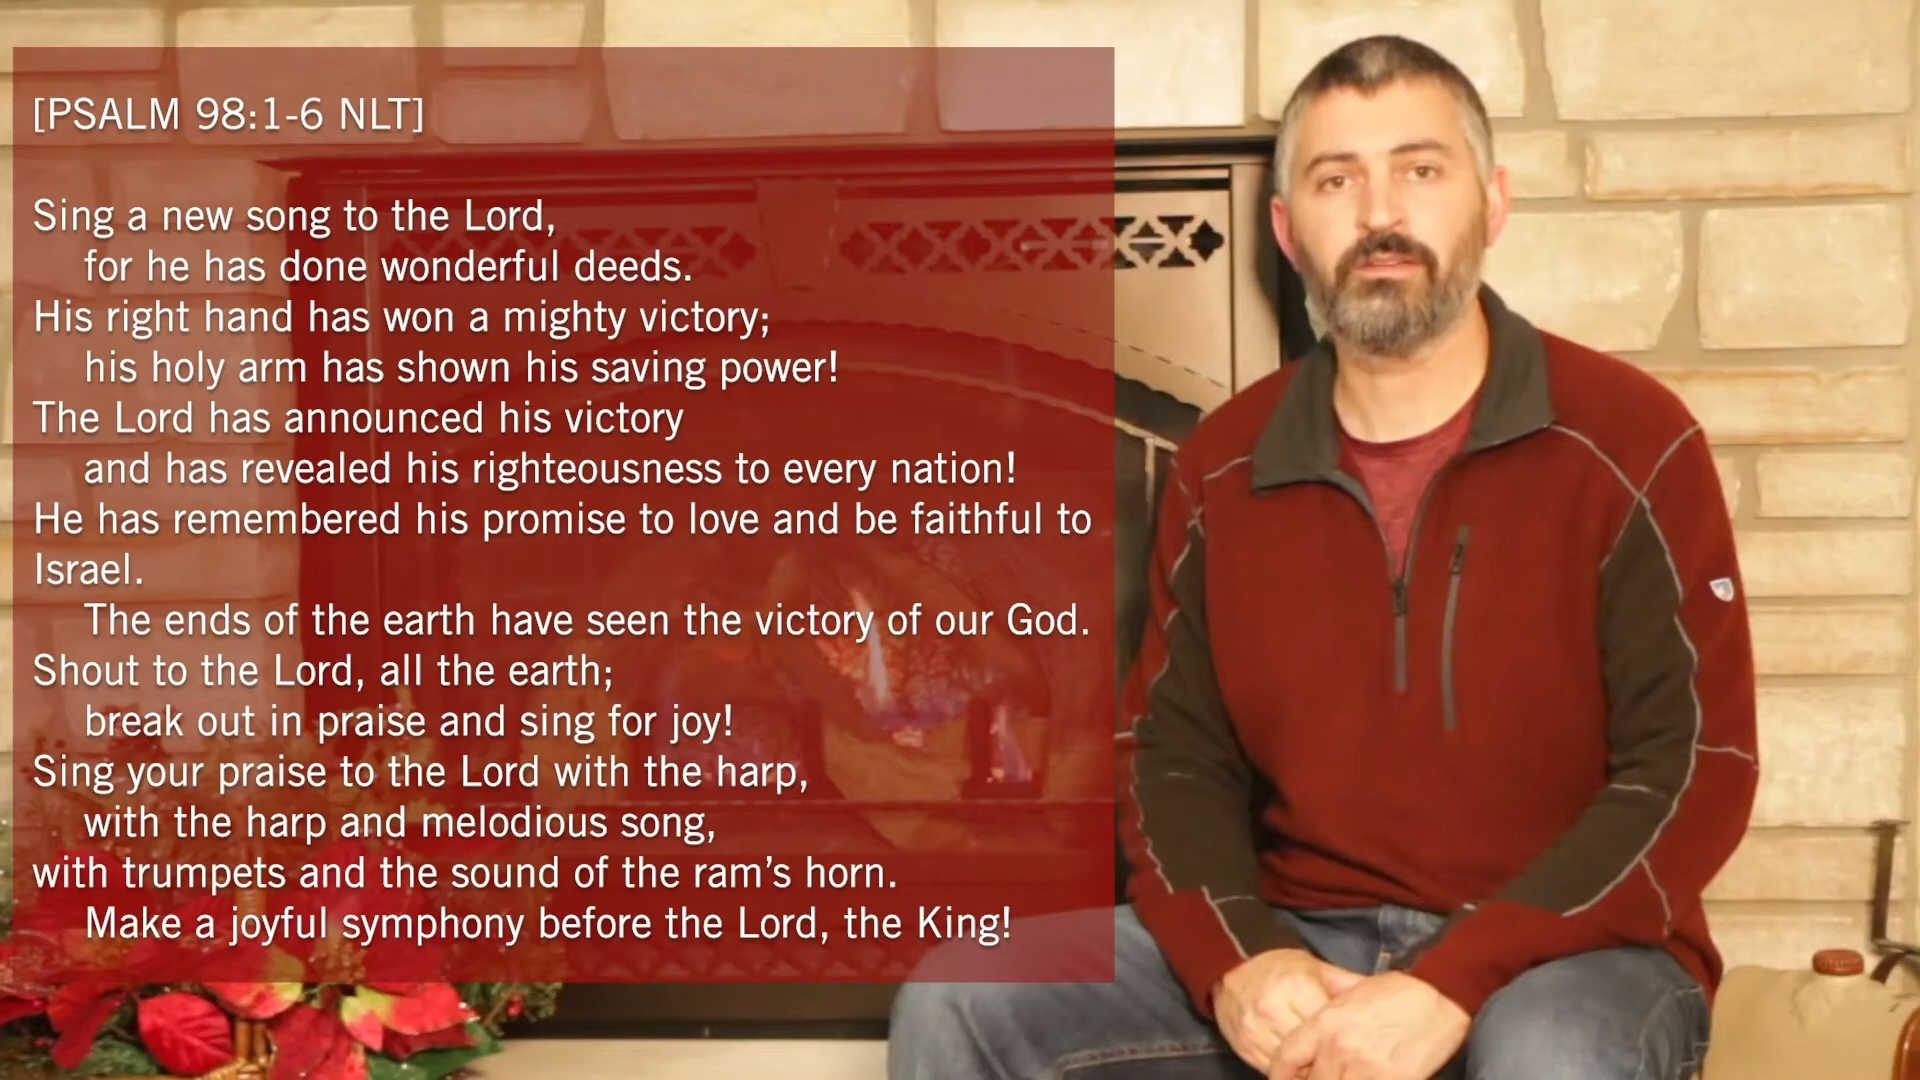 [PSALM 98:1-6 NLT]
Sing a new song to the Lord,
for he has done wonderful deeds.
His right hand has won a mighty victory;
his holy arm has shown his saving power!
The Lord has announced his victory
and has revealed his righteousness to every nation!
He has remembered his promise to love and be faithful to
Israel.
The ends of the earth have seen the victory of our God.
Shout to the Lord, all the earth;
break out in praise and sing for joy!
Sing your praise to the Lord with the harp,
with the harp and melodious song,
with trumpets and the sound of the ram’s horn.
Make a joyful symphony before the Lord, the King!